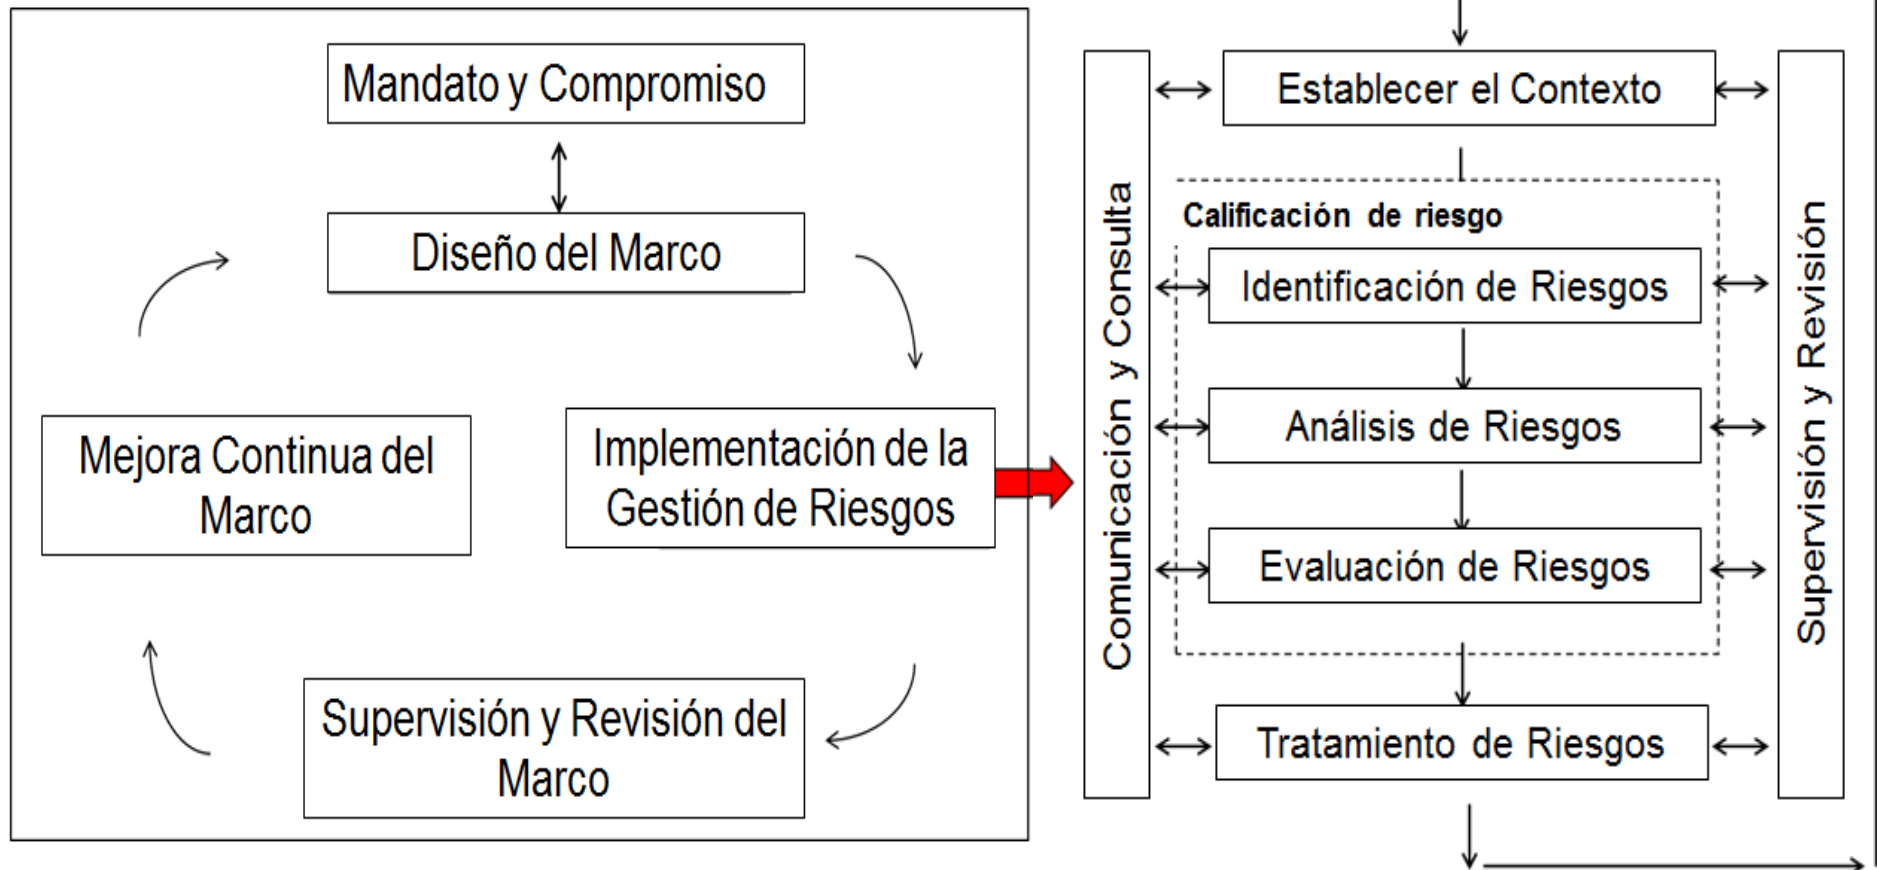 Mandato y Compromiso
Diseño del Marco
Mejora Continua del
Marco
Implementación de la
Gestión de Riesgos
Supervisión y Revisión del
Marco
Comunicación y Consulta
Establecer el Contexto
Calificación de riesgo
Identificación de Riesgos
Análisis de Riesgos
Evaluación de Riesgos
Tratamiento de Riesgos
Supervisión y Revisión